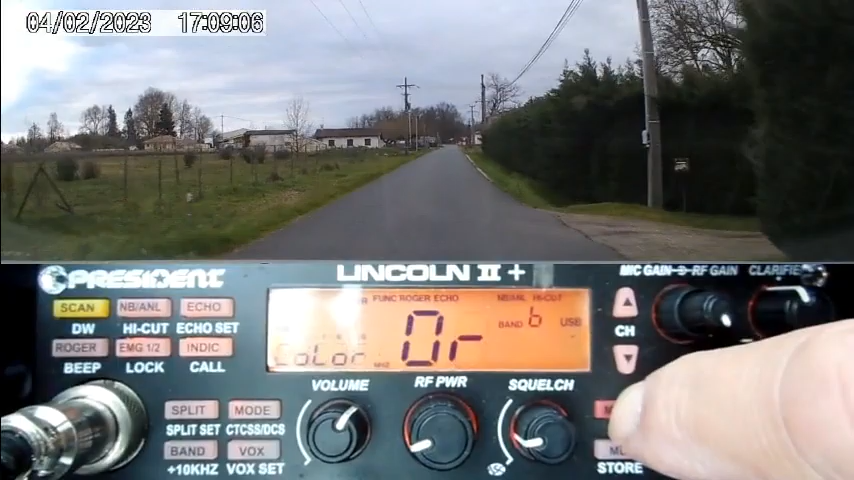 04/02/2023 17:09:06
PRESIDENT
LINCOLN II +
MIC GAIN RF GAIN CLARIFIER
SCAN NB/ANL ECHO
DW HI-CUT ECHO SET
ROGER EMG 1/2 INDIC
BEEP LOCK CALL
FUNC ROGER ECHO NB/ANL HI-CUT
Or BAND b USB
CoLor MHz
CH
VOLUME RF PWR SQUELCH
SPLIT MODE
SPLIT SET CTCSS/DCS
BAND VOX
+10KHZ VOX SET
STORE